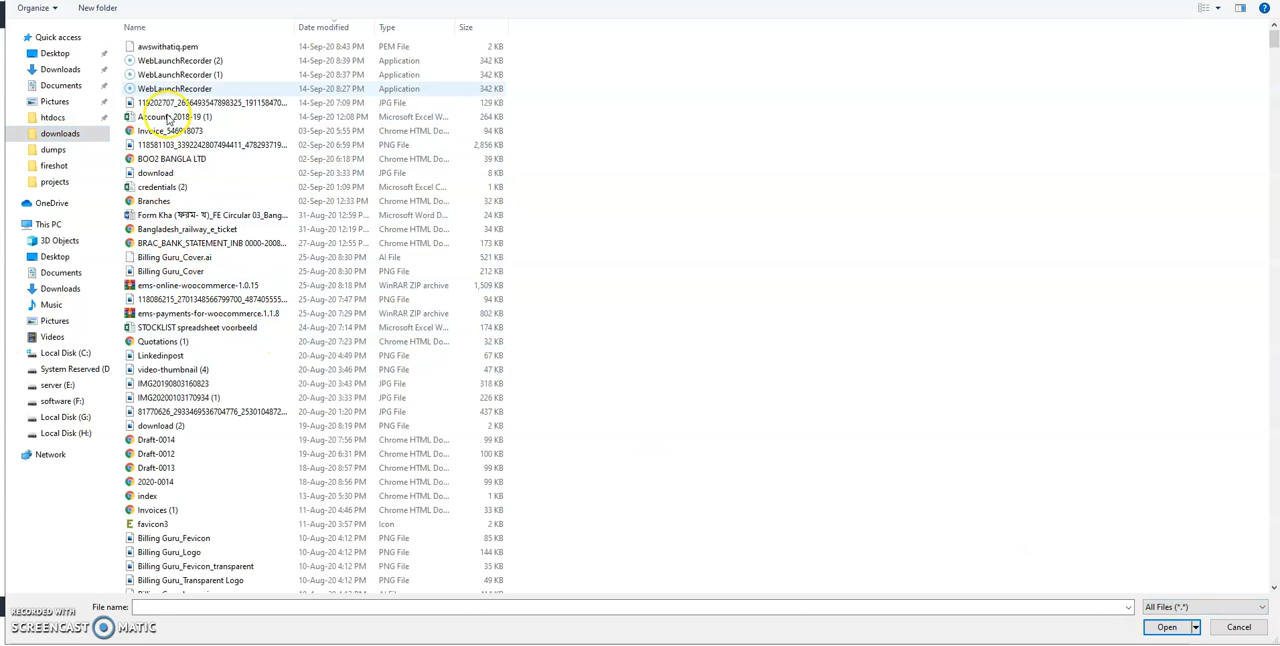 Organize New folder
Name Date modified Type Size
Quick access
Desktop
Downloads
Documents
Pictures
htdocs
downloads
dumps
fireshot
projects
OneDrive
This PC
3D Objects
Desktop
Documents
Downloads
Music
Pictures
Videos
Local Disk (C:)
System Reserved (D
server (E:)
software (F:)
Local Disk (G:)
Local Disk (H:)
Network
awswithatiq.pem 14-Sep-20 8:43 PM PEM File 2 KB
WebLaunchRecorder (2) 14-Sep-20 8:39 PM Application 342 KB
WebLaunchRecorder (1) 14-Sep-20 8:37 PM Application 342 KB
WebLaunchRecorder 14-Sep-20 8:27 PM Application 342 KB
119202707_2656493547898325_191158470... 14-Sep-20 7:09 PM JPG File 129 KB
2018-19 (1) 14-Sep-20 12:08 PM Microsoft Excel W... 264 KB
03-Sep-20 5:55 PM Chrome HTML Do... 94 KB
118581103_3392242807494411_478293719... 02-Sep-20 6:59 PM PNG File 2,856 KB
BOO2 BANGLA LTD 02-Sep-20 6:18 PM Chrome HTML Do... 39 KB
download 02-Sep-20 3:33 PM JPG File 8 KB
credentials (2) 02-Sep-20 1:09 PM Microsoft Excel C... 1 KB
Branches 02-Sep-20 12:33 PM Chrome HTML Do... 18 KB
Form Kha (ফরম- খ)_FE Circular 03_Bang... 31-Aug-20 12:59 P... Microsoft Word D... 24 KB
Bangladesh_railway_e_ticket 31-Aug-20 12:19 P... Chrome HTML Do... 34 KB
BRAC_BANK_STATEMENT_INB 0000-2008... 27-Aug-20 12:55 P... Chrome HTML Do... 173 KB
Billing Guru_Cover.ai 25-Aug-20 8:30 PM AI File 521 KB
Billing Guru_Cover 25-Aug-20 8:30 PM PNG File 212 KB
ems-online-woocommerce-1.0.15 25-Aug-20 8:18 PM WinRAR ZIP archive 1,509 KB
118086215_2701348566799700_487405555... 25-Aug-20 7:47 PM PNG File 94 KB
ems-payments-for-woocommerce.1.1.8 25-Aug-20 7:29 PM WinRAR ZIP archive 802 KB
STOCKLIST spreadsheet voorbeeld 24-Aug-20 7:14 PM Microsoft Excel W... 174 KB
Quotations (1) 20-Aug-20 7:23 PM Chrome HTML Do... 32 KB
Linkedinpost 20-Aug-20 4:49 PM PNG File 67 KB
video-thumbnail (4) 20-Aug-20 3:46 PM PNG File 47 KB
IMG20190803160823 20-Aug-20 3:43 PM JPG File 318 KB
IMG20200103170934 (1) 20-Aug-20 3:33 PM JPG File 226 KB
81770626_2933469536704776_2530104872... 20-Aug-20 1:20 PM JPG File 437 KB
download (2) 19-Aug-20 8:19 PM PNG File 2 KB
Draft-0014 19-Aug-20 7:56 PM Chrome HTML Do... 99 KB
Draft-0012 19-Aug-20 6:31 PM Chrome HTML Do... 100 KB
Draft-0013 18-Aug-20 8:57 PM Chrome HTML Do... 99 KB
2020-0014 18-Aug-20 8:56 PM Chrome HTML Do... 99 KB
index 13-Aug-20 5:30 PM Chrome HTML Do... 1 KB
Invoices (1) 11-Aug-20 4:46 PM Chrome HTML Do... 33 KB
favicon3 11-Aug-20 3:57 PM Icon 2 KB
Billing Guru_Fevicon 10-Aug-20 4:12 PM PNG File 85 KB
Billing Guru_Logo 10-Aug-20 4:12 PM PNG File 144 KB
Billing Guru_Fevicon_transparent 10-Aug-20 4:12 PM PNG File 35 KB
Billing Guru_Transparent Logo 10-Aug-20 4:12 PM PNG File 49 KB
File name: All Files (*.*)
Open Cancel
RECORDED WITH
SCREENCAST MATIC